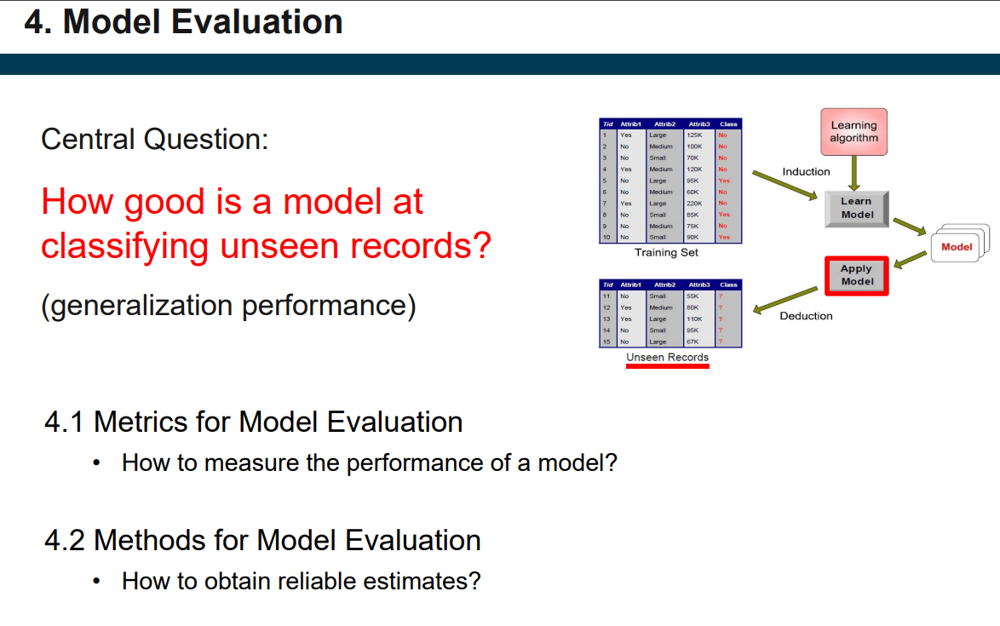 4. Model Evaluation
Central Question:
How good is a model at
classifying unseen records?
(generalization performance)
Tid Attrib1 Attrib2 Attrib3 Class
1 Yes Large 125K No
2 No Medium 100K No
3 No Small 70K No
4 Yes Medium 120K No
5 No Large 95K Yes
6 No Medium 60K No
7 Yes Large 220K No
8 No Small 85K Yes
9 No Medium 75K No
10 No Small 90K Yes
Training Set
Learning
algorithm
Induction
Learn
Model
Model
Apply
Model
Deduction
Tid Attrib1 Attrib2 Attrib3 Class
11 No Small 55K ?
12 Yes Medium 80K ?
13 Yes Large 110K ?
14 No Small 95K ?
15 No Large 67K ?
Unseen Records
4.1 Metrics for Model Evaluation
• How to measure the performance of a model?
4.2 Methods for Model Evaluation
• How to obtain reliable estimates?